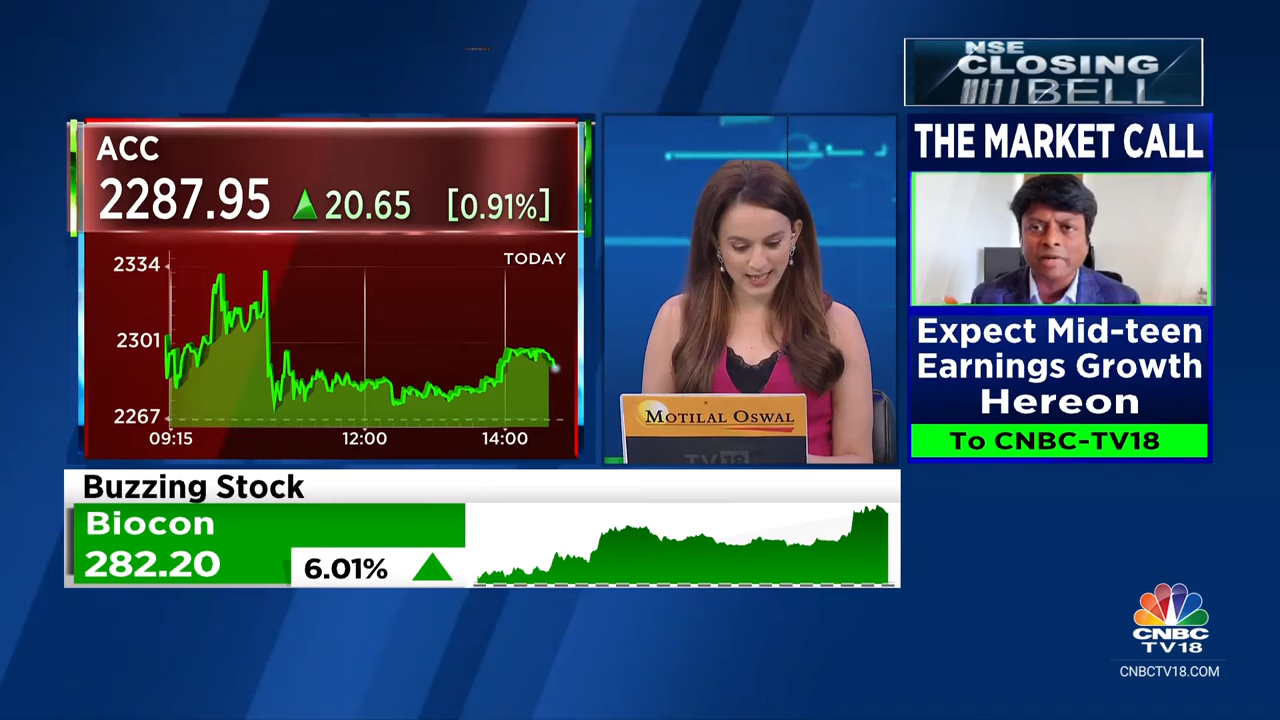 NSE
CLOSING
BELL
ACC
2287.95 ▲ 20.65 [0.91%]
TODAY
2334
2301
2267
09:15 12:00 14:00
MOTILAL OSWAL
TV18
THE MARKET CALL
Expect Mid-teen
Earnings Growth
Hereon
To CNBC-TV18
Buzzing Stock
Biocon
282.20
6.01% ▲
CNBC
TV18
CNBCTV18.COM